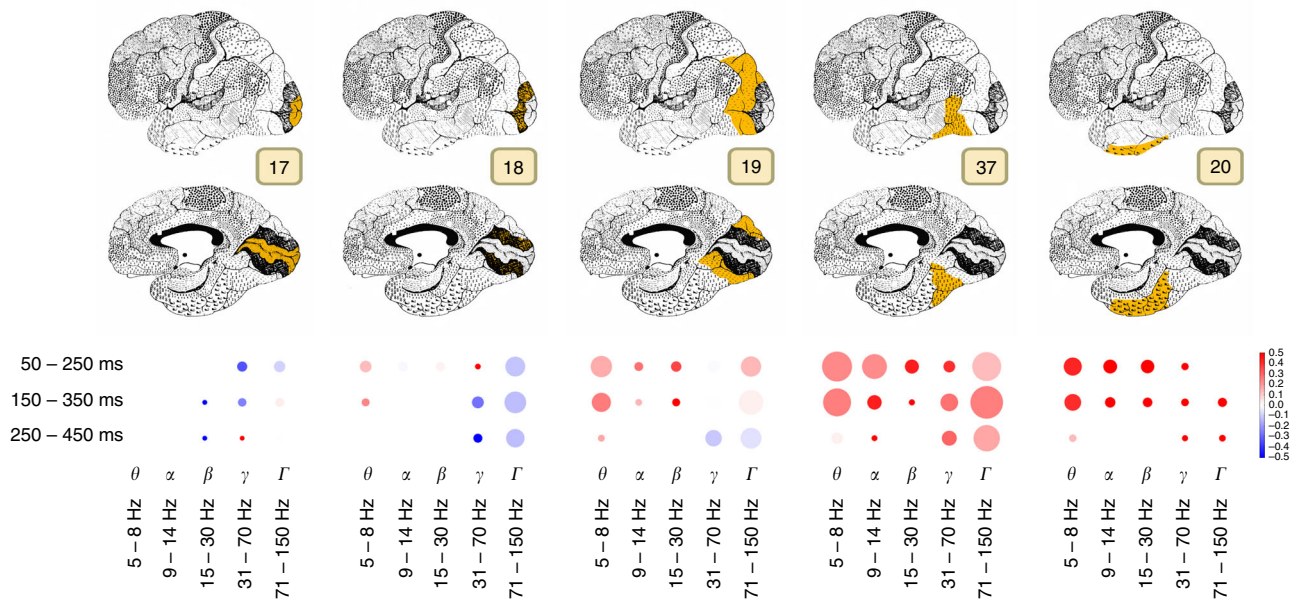 17
18
19
37
20
50 – 250 ms
150 – 350 ms
250 – 450 ms
0.5
0.4
0.3
0.2
0.1
0.0
–0.1
–0.2
–0.3
–0.4
–0.5
θ α β γ Γ
5 – 8 Hz
9 – 14 Hz
15 – 30 Hz
31 – 70 Hz
71 – 150 Hz
θ α β γ Γ
5 – 8 Hz
9 – 14 Hz
15 – 30 Hz
31 – 70 Hz
71 – 150 Hz
θ α β γ Γ
5 – 8 Hz
9 – 14 Hz
15 – 30 Hz
31 – 70 Hz
71 – 150 Hz
θ α β γ Γ
5 – 8 Hz
9 – 14 Hz
15 – 30 Hz
31 – 70 Hz
71 – 150 Hz
θ α β γ Γ
5 – 8 Hz
9 – 14 Hz
15 – 30 Hz
31 – 70 Hz
71 – 150 Hz